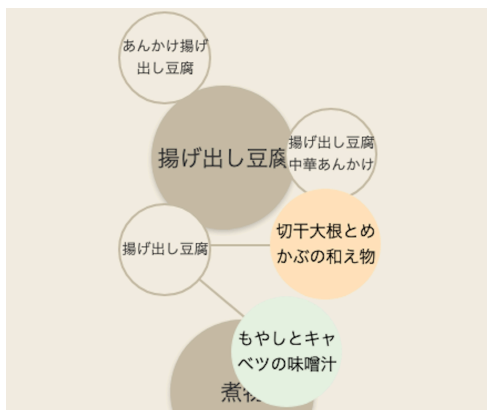 あんかけ揚げ
出し豆腐
揚げ出し豆腐
揚げ出し豆腐
中華あんかけ
切干大根とめ
かぶの和え物
揚げ出し豆腐
もやしとキャ
ベツの味噌汁
煮